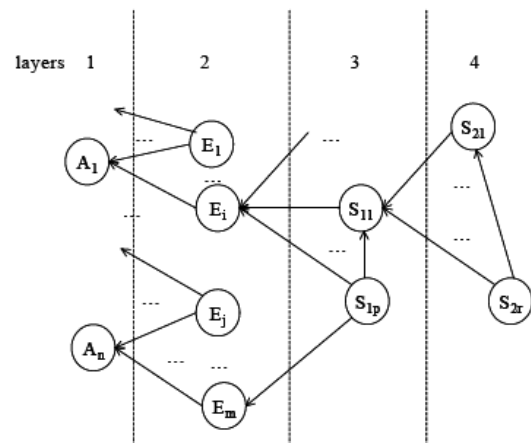 layers 1 2 3 4
... E₁ ... S₂₁
A₁ ... ...
... Eᵢ S₁₁ ...
... Eⱼ ... S₁ₚ S₂ᵣ
Aₙ ... ...
Eₘ